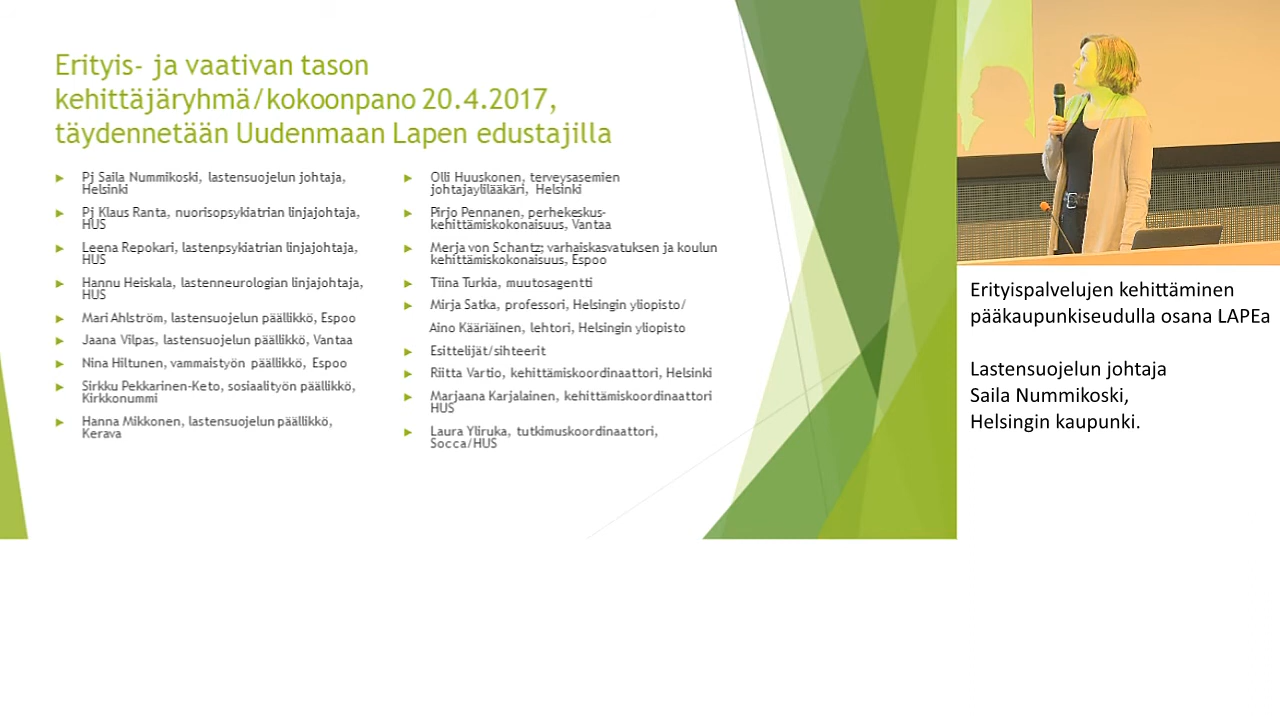 Erityis- ja vaativan tason
kehittäjäryhmä/kokoonpano 20.4.2017,
täydennetään Uudenmaan Lapen edustajilla
Pj Saila Nummikoski, lastensuojelun johtaja,
Helsinki
Pj Klaus Ranta, nuorisopsykiatrian linjajohtaja,
HUS
Leena Repokari, lastenpsykiatrian linjajohtaja,
HUS
Hannu Heiskala, lastenneurologian linjajohtaja,
HUS
Mari Ahlström, lastensuojelun päällikkö, Espoo
Jaana Vilpas, lastensuojelun päällikkö, Vantaa
Nina Hiltunen, vammaistyön päällikkö, Espoo
Sirkku Pekkarinen-Keto, sosiaalityön päällikkö,
Kirkkonummi
Hanna Mikkonen, lastensuojelun päällikkö,
Kerava
Olli Huuskonen, terveysasemien
johtajaylilääkäri, Helsinki
Pirjo Pennanen, perhekeskus-
kehittämiskokonaisuus, Vantaa
Merja von Schantz; varhaiskasvatuksen ja koulun
kehittämiskokonaisuus, Espoo
Tiina Turkia, muutosagentti
Mirja Satka, professori, Helsingin yliopisto/
Aino Kääriäinen, lehtori, Helsingin yliopisto
Esittelijät/sihteerit
Riitta Vartio, kehittämiskoordinaattori, Helsinki
Marjaana Karjalainen, kehittämiskoordinaattori
HUS
Laura Yliruka, tutkimuskoordinaattori,
Socca/HUS
Erityispalvelujen kehittäminen
pääkaupunkiseudulla osana LAPEa
Lastensuojelun johtaja
Saila Nummikoski,
Helsingin kaupunki.